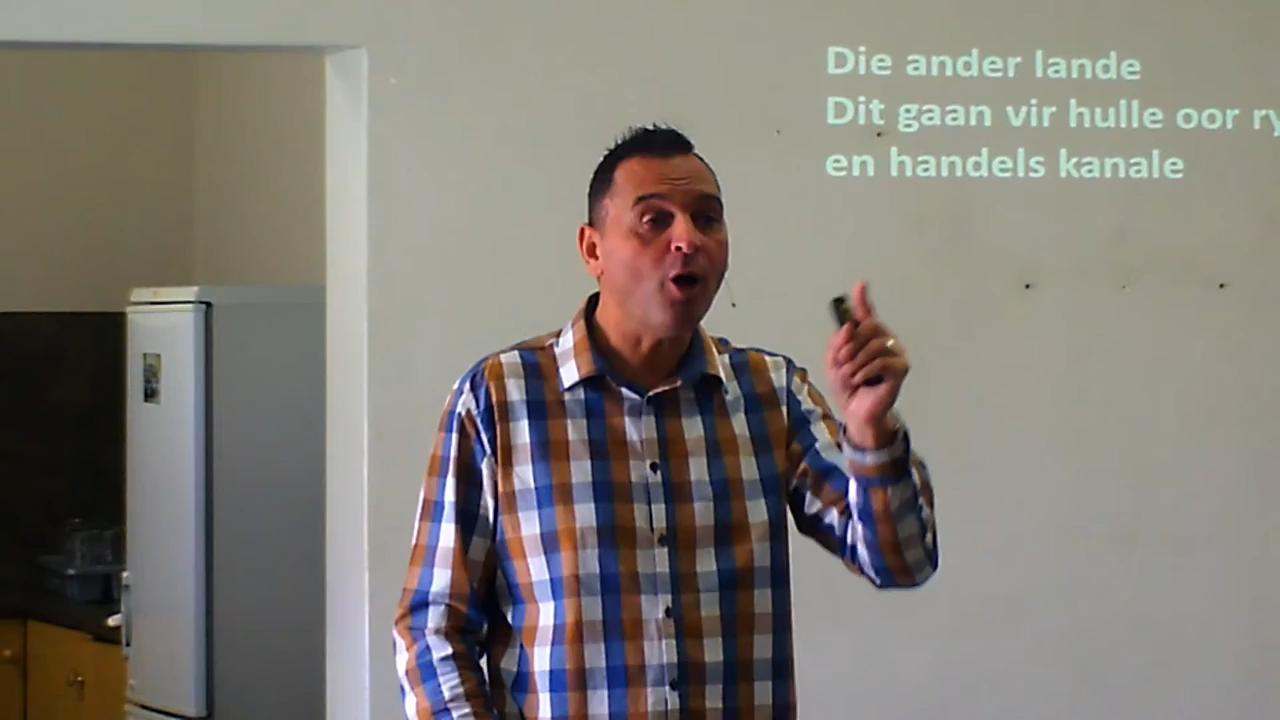 Die ander lande
Dit gaan vir hulle oor
en handels kanale